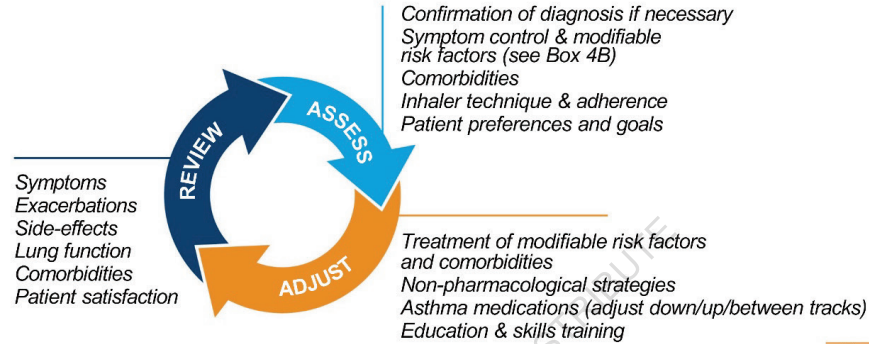 Confirmation of diagnosis if necessary
Symptom control & modifiable
risk factors (see Box 4B)
Comorbidities
Inhaler technique & adherence
Patient preferences and goals
REVIEW
ASSESS
ADJUST
Symptoms
Exacerbations
Side-effects
Lung function
Comorbidities
Patient satisfaction
Treatment of modifiable risk factors
and comorbidities
Non-pharmacological strategies
Asthma medications (adjust down/up/between tracks)
Education & skills training